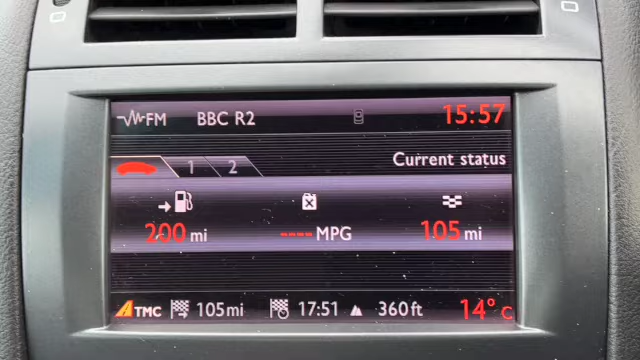 FM BBC R2 15:57
1 2 Current status
200 mi ---- MPG 105 mi
TMC 105mi 17:51 360ft 14° C